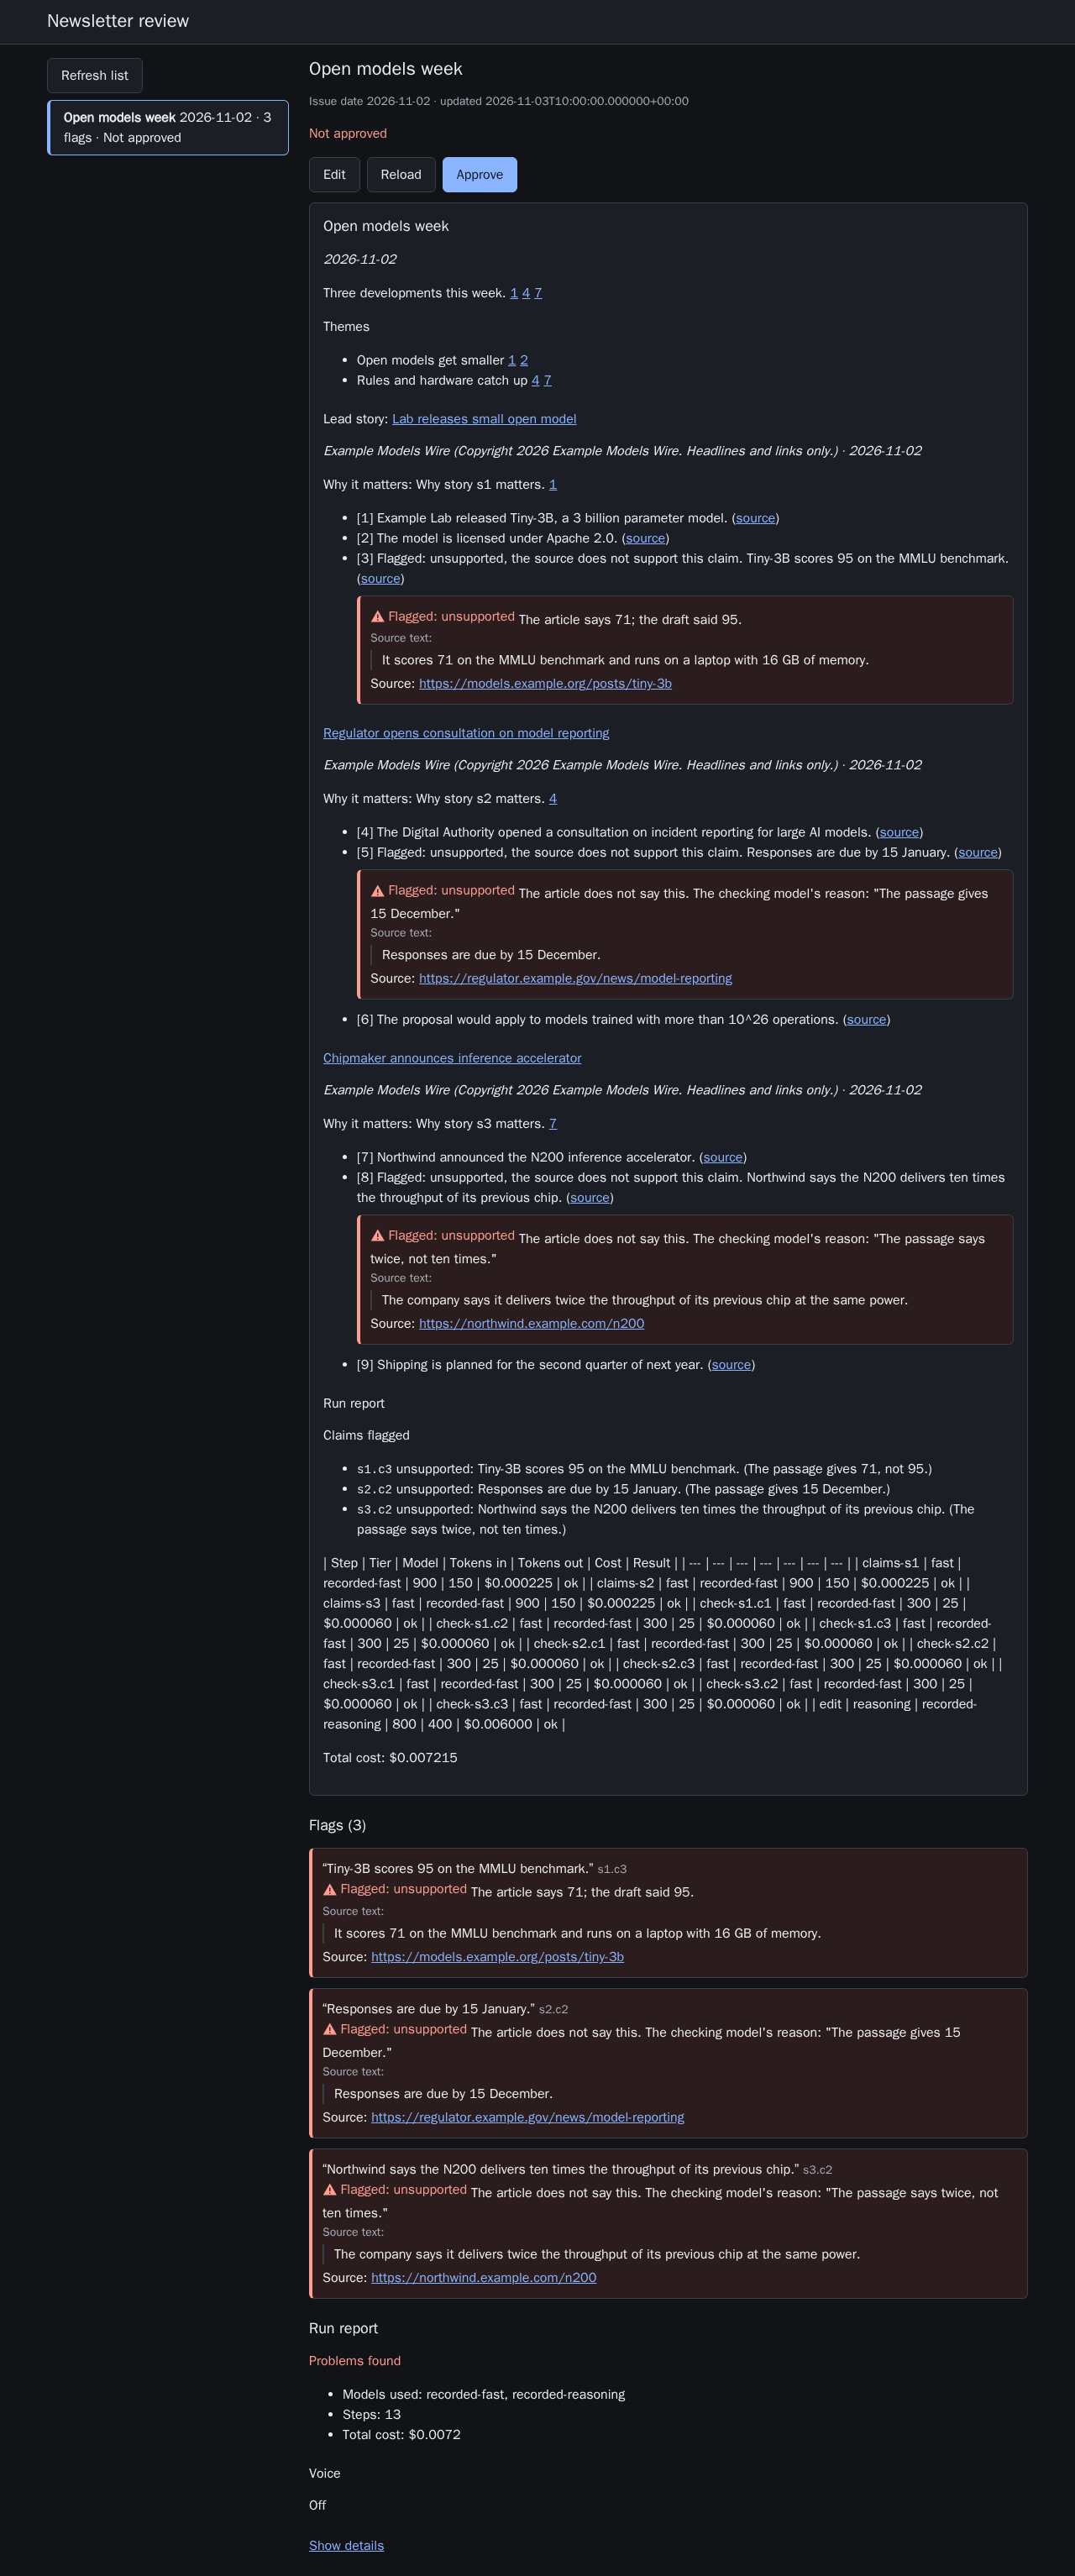 Newsletter review
Refresh list
Open models week 2026-11-02 · 3
flags · Not approved
Open models week
Issue date 2026-11-02 · updated 2026-11-03T10:00:00.000000+00:00
Not approved
Edit
Reload
Approve
Open models week
2026-11-02
Three developments this week. 1 4 7
Themes
• Open models get smaller 1 2
• Rules and hardware catch up 4 7
Lead story: Lab releases small open model
Example Models Wire (Copyright 2026 Example Models Wire. Headlines and links only.) · 2026-11-02
Why it matters: Why story s1 matters. 1
• [1] Example Lab released Tiny-3B, a 3 billion parameter model. (source)
• [2] The model is licensed under Apache 2.0. (source)
• [3] Flagged: unsupported, the source does not support this claim. Tiny-3B scores 95 on the MMLU benchmark.
(source)
Flagged: unsupported The article says 71; the draft said 95.
Source text:
It scores 71 on the MMLU benchmark and runs on a laptop with 16 GB of memory.
Source: https://models.example.org/posts/tiny-3b
Regulator opens consultation on model reporting
Example Models Wire (Copyright 2026 Example Models Wire. Headlines and links only.) · 2026-11-02
Why it matters: Why story s2 matters. 4
• [4] The Digital Authority opened a consultation on incident reporting for large AI models. (source)
• [5] Flagged: unsupported, the source does not support this claim. Responses are due by 15 January. (source)
Flagged: unsupported The article does not say this. The checking model's reason: "The passage gives
15 December."
Source text:
Responses are due by 15 December.
Source: https://regulator.example.gov/news/model-reporting
• [6] The proposal would apply to models trained with more than 10^26 operations. (source)
Chipmaker announces inference accelerator
Example Models Wire (Copyright 2026 Example Models Wire. Headlines and links only.) · 2026-11-02
Why it matters: Why story s3 matters. 7
• [7] Northwind announced the N200 inference accelerator. (source)
• [8] Flagged: unsupported, the source does not support this claim. Northwind says the N200 delivers ten times
the throughput of its previous chip. (source)
Flagged: unsupported The article does not say this. The checking model's reason: "The passage says
twice, not ten times."
Source text:
The company says it delivers twice the throughput of its previous chip at the same power.
Source: https://northwind.example.com/n200
• [9] Shipping is planned for the second quarter of next year. (source)
Run report
Claims flagged
• s1.c3 unsupported: Tiny-3B scores 95 on the MMLU benchmark. (The passage gives 71, not 95.)
• s2.c2 unsupported: Responses are due by 15 January. (The passage gives 15 December.)
• s3.c2 unsupported: Northwind says the N200 delivers ten times the throughput of its previous chip. (The
passage says twice, not ten times.)
| Step | Tier | Model | Tokens in | Tokens out | Cost | Result | | --- | --- | --- | --- | --- | --- | --- | | claims-s1 | fast |
recorded-fast | 900 | 150 | $0.000225 | ok | | claims-s2 | fast | recorded-fast | 900 | 150 | $0.000225 | ok | |
claims-s3 | fast | recorded-fast | 900 | 150 | $0.000225 | ok | | check-s1.c1 | fast | recorded-fast | 300 | 25 |
$0.000060 | ok | | check-s1.c2 | fast | recorded-fast | 300 | 25 | $0.000060 | ok | | check-s1.c3 | fast | recorded-
fast | 300 | 25 | $0.000060 | ok | | check-s2.c1 | fast | recorded-fast | 300 | 25 | $0.000060 | ok | | check-s2.c2 |
fast | recorded-fast | 300 | 25 | $0.000060 | ok | | check-s2.c3 | fast | recorded-fast | 300 | 25 | $0.000060 | ok | |
check-s3.c1 | fast | recorded-fast | 300 | 25 | $0.000060 | ok | | check-s3.c2 | fast | recorded-fast | 300 | 25 |
$0.000060 | ok | | check-s3.c3 | fast | recorded-fast | 300 | 25 | $0.000060 | ok | | edit | reasoning | recorded-
reasoning | 800 | 400 | $0.006000 | ok |
Total cost: $0.007215
Flags (3)
“Tiny-3B scores 95 on the MMLU benchmark.” s1.c3
Flagged: unsupported The article says 71; the draft said 95.
Source text:
It scores 71 on the MMLU benchmark and runs on a laptop with 16 GB of memory.
Source: https://models.example.org/posts/tiny-3b
“Responses are due by 15 January.” s2.c2
Flagged: unsupported The article does not say this. The checking model's reason: "The passage gives 15
December."
Source text:
Responses are due by 15 December.
Source: https://regulator.example.gov/news/model-reporting
“Northwind says the N200 delivers ten times the throughput of its previous chip.” s3.c2
Flagged: unsupported The article does not say this. The checking model's reason: "The passage says twice, not
ten times."
Source text:
The company says it delivers twice the throughput of its previous chip at the same power.
Source: https://northwind.example.com/n200
Run report
Problems found
• Models used: recorded-fast, recorded-reasoning
• Steps: 13
• Total cost: $0.0072
Voice
Off
Show details